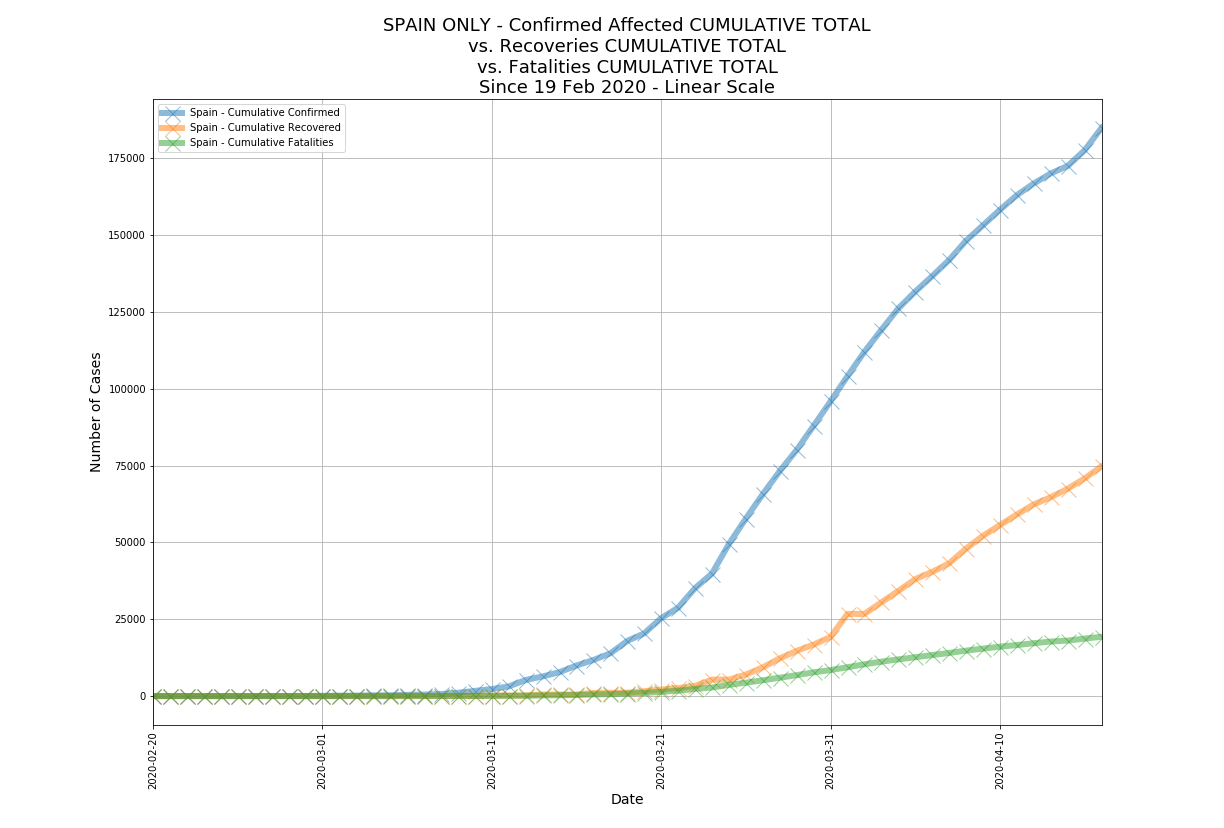 SPAIN ONLY - Confirmed Affected CUMULATIVE TOTAL
vs. Recoveries CUMULATIVE TOTAL
vs. Fatalities CUMULATIVE TOTAL
Since 19 Feb 2020 - Linear Scale
Spain - Cumulative Confirmed
Spain - Cumulative Recovered
Spain - Cumulative Fatalities
175000
150000
125000
100000
75000
50000
25000
0
Number of Cases
2020-02-20
2020-03-01
2020-03-11
2020-03-21
2020-03-31
2020-04-10
Date